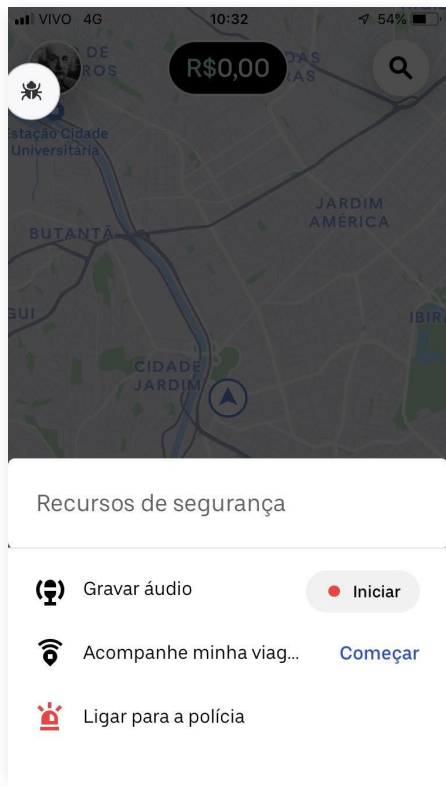 VIVO 4G
10:32
54%
DE
ROS
R$0,00
DAS
RAS
Estação Cidade
Universitária
JARDIM
AMÉRICA
BUTANTÃ
GUI
IBIR
CIDADE
JARDIM
Recursos de segurança
Gravar áudio
Iniciar
Acompanhe minha viag...
Começar
Ligar para a polícia